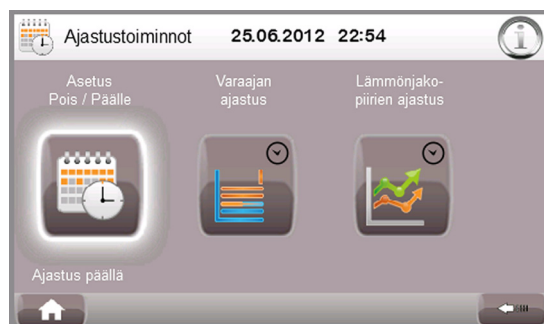 Ajastustoiminnot 25.06.2012 22:54
Asetus
Pois / Päälle
Varaajan
ajastus
Lämmönjako-
piirien ajastus
Ajastus päällä